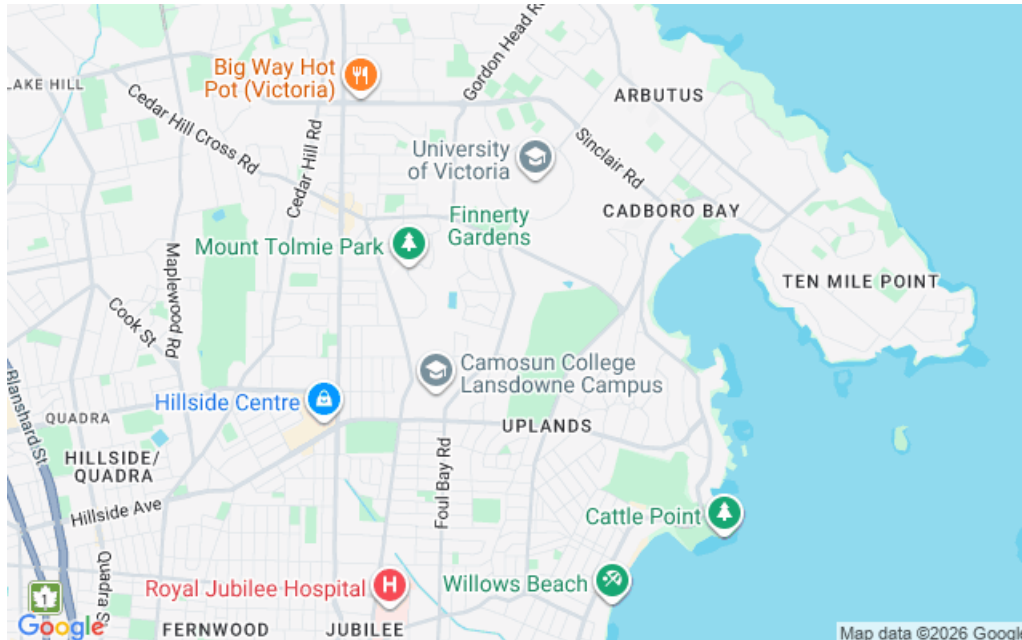 Gordon Head Rd
Big Way Hot
Pot (Victoria)
LAKE HILL
ARBUTUS
Cedar Hill Cross Rd
Cedar Hill Rd
Sinclair Rd
University
of Victoria
CADBORO BAY
Finnerty
Gardens
Mount Tolmie Park
Maplewood Rd
TEN MILE POINT
Cook St
Camosun College
Lansdowne Campus
Blanshard St
Hillside Centre
QUADRA
UPLANDS
HILLSIDE/
QUADRA
Foul Bay Rd
Hillside Ave
Cattle Point
Quadra S
Willows Beach
Royal Jubilee Hospital
H
1
Google
FERNWOOD
JUBILEE
Map data ©2026 Google